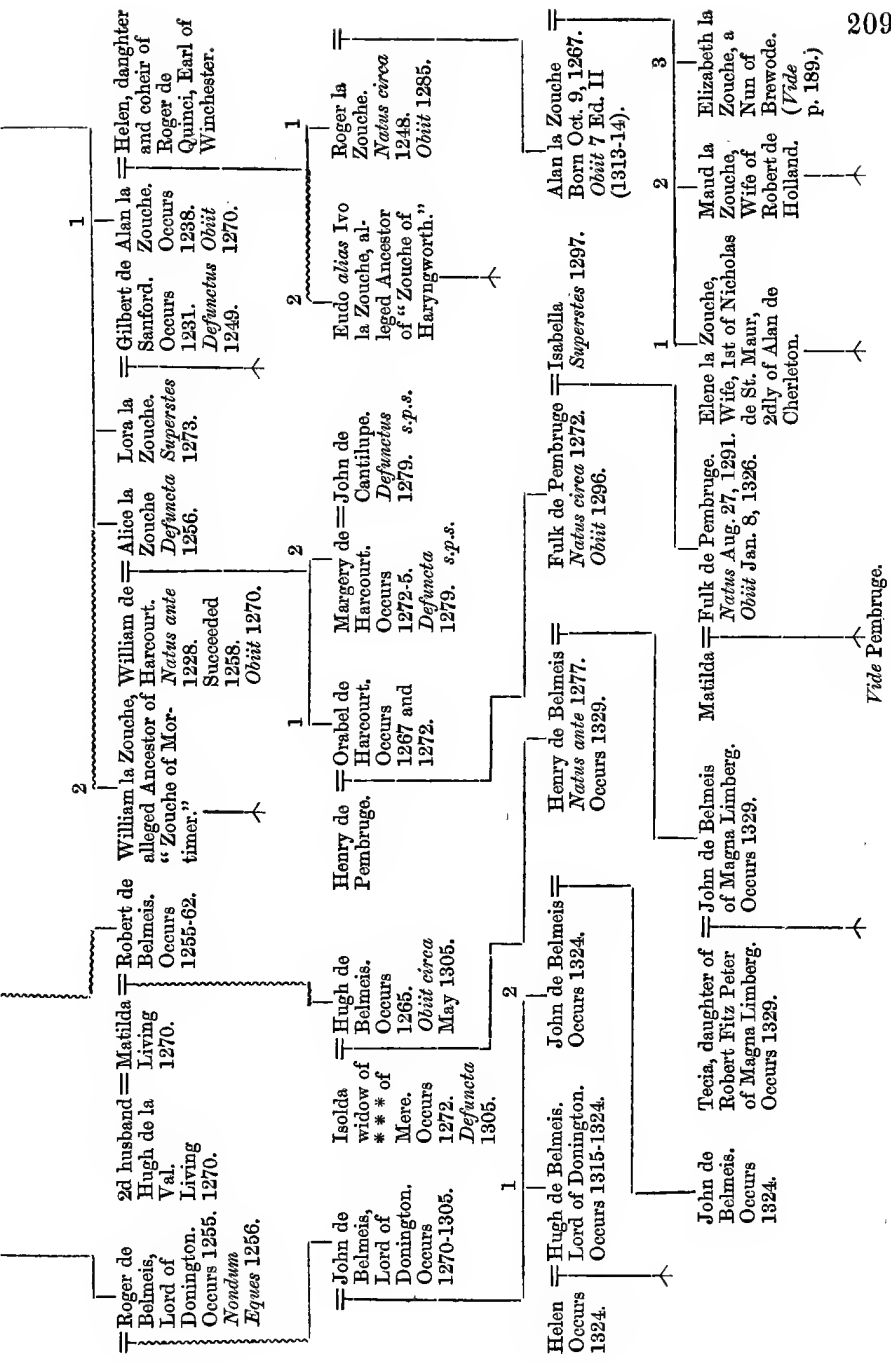 209
1
= Roger de
Belmeis,
Lord of
Donington.
Occurs 1255.
Nondum
Eques 1256.
2d husband = Matilda
Hugh de la
Val.
Living
1270.
Living
1270.
= Robert de
Belmeis.
Occurs
1255-62.
2
William la Zouche,
alleged Ancestor of
“Zouche of Mor-
timer.”
William de
Harcourt.
Natus ante
1228.
Succeeded
1258.
Obiit 1270.
= Alice la
Zouche
Defuncta
1256.
Lora la
Zouche.
Superstes
1273.
= Gilbert de
Sanford.
Occurs
1231.
Defunctus
1249.
Alan la
Zouche.
Occurs
1238.
Obiit
1270.
= Helen, daughter
and coheir of
Roger de
Quinci, Earl of
Winchester.
= John de
Belmeis,
Lord of
Donington.
Occurs
1270-1305.
Isolda
widow of
* * * of
Mere.
Occurs
1272.
Defuncta
1305.
= Hugh de
Belmeis.
Occurs
1265.
Obiit circa
May 1305.
Henry de
Pembruge.
1
= Orabel de
Harcourt.
Occurs
1267 and
1272.
2
Margery de
Harcourt.
Occurs
1272-5.
Defuncta
1279. s.p.s.
= John de
Cantilupe.
Defunctus
1279. s.p.s.
2
Eudo alias Ivo
la Zouche, al-
leged Ancestor
of “Zouche of
Haryngworth.”
1
Roger la
Zouche.
Natus circa
1248.
Obiit 1285.
=
Helen
Occurs
1324.
1
= Hugh de Belmeis.
Lord of Donington.
Occurs 1315-1324.
2
John de Belmeis =
Occurs 1324.
Henry de Belmeis =
Natus ante 1277.
Occurs 1329.
Fulk de Pembruge
Natus circa 1272.
Obiit 1296.
= Isabella
Superstes 1297.
Alan la Zouche =
Born Oct. 9, 1267.
Obiit 7 Ed. II
(1313-14).
John de
Belmeis.
Occurs
1324.
Tecia, daughter of
Robert Fitz Peter
of Magna Limberg.
Occurs 1329.
= John de Belmeis
of Magna Limberg.
Occurs 1329.
Matilda = Fulk de Pembruge.
Natus Aug. 27, 1291.
Obiit Jan. 8, 1326.
Vide Pembruge.
1
Elene la Zouche,
Wife, 1st of Nicholas
de St. Maur,
2dly of Alan de
Cherleton.
2
Maud la
Zouche,
Wife of
Robert de
Holland.
3
Elizabeth la
Zouche, a
Nun of
Brewode.
(Vide
p. 189.)